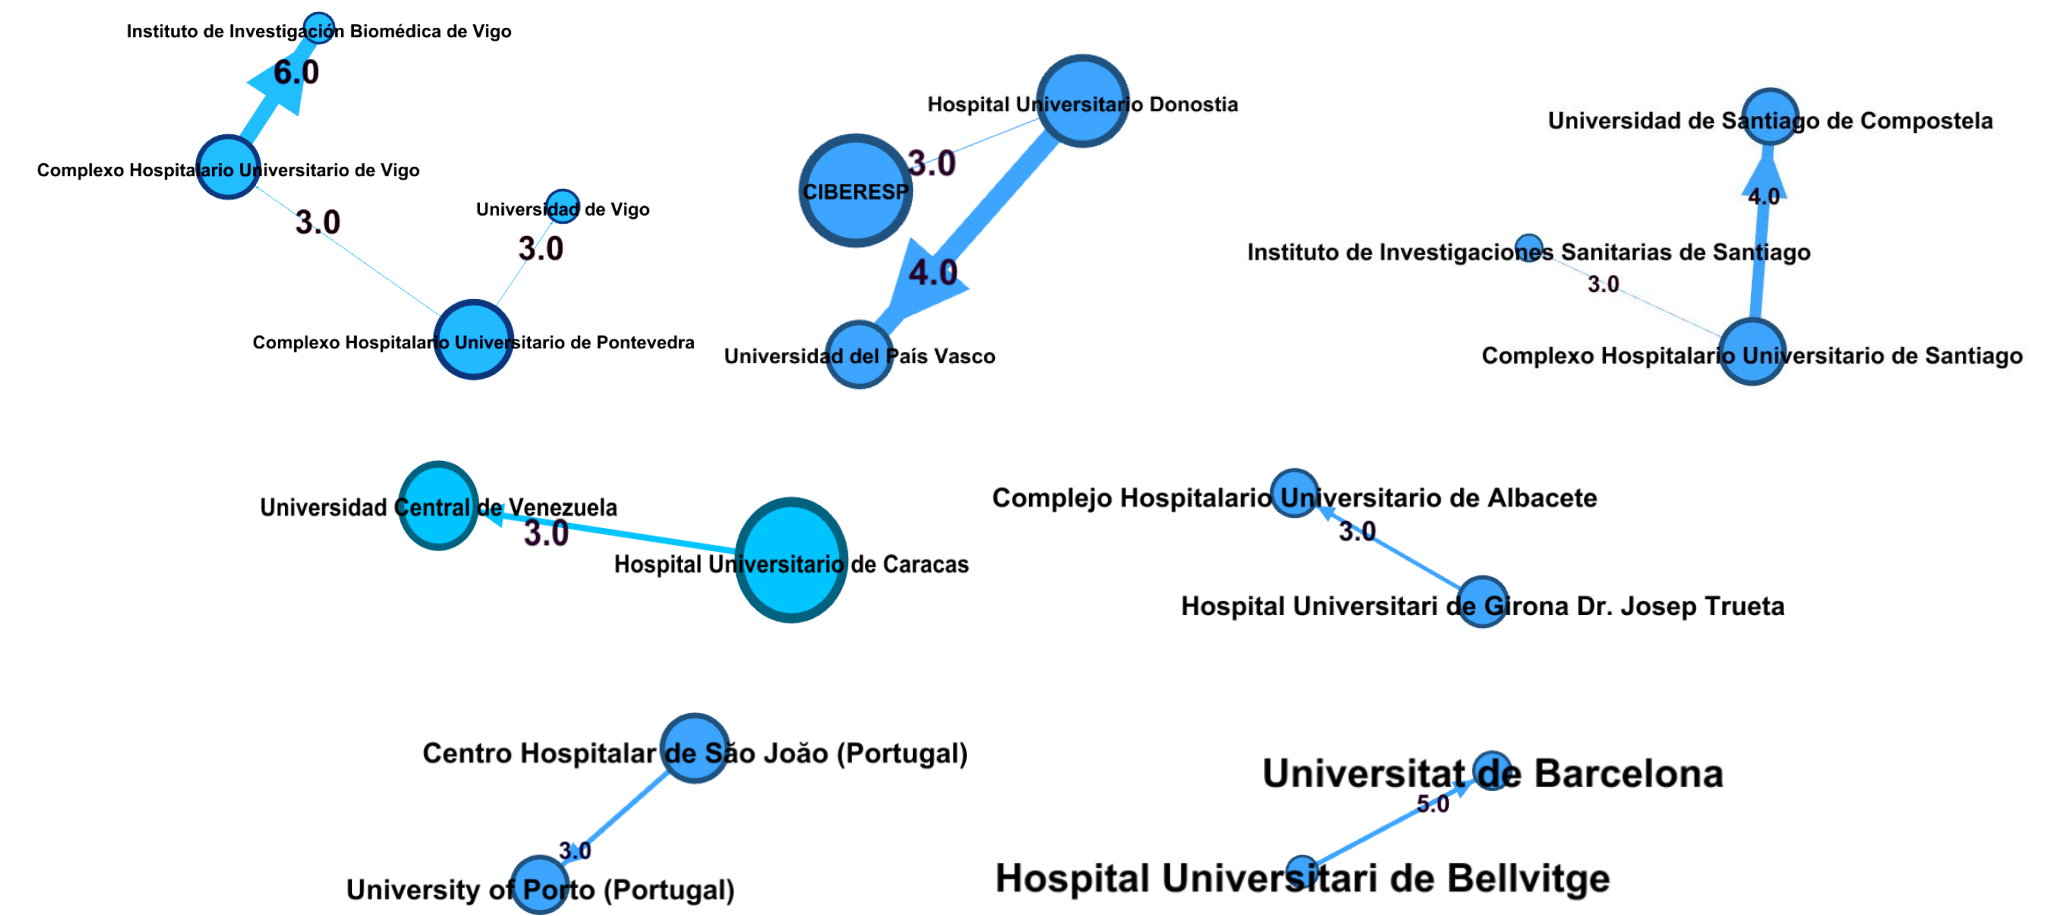 Instituto de Investigación Biomédica de Vigo
6.0
Complexo Hospitalario Universitario de Vigo
3.0
Universidad de Vigo
3.0
Complexo Hospitalario Universitario de Pontevedra
Hospital Universitario Donostia
3.0
CIBERESP
4.0
Universidad del País Vasco
Universidad de Santiago de Compostela
4.0
Instituto de Investigaciones Sanitarias de Santiago
3.0
Complexo Hospitalario Universitario de Santiago
Universidad Central de Venezuela
3.0
Hospital Universitario de Caracas
Complejo Hospitalario Universitario de Albacete
3.0
Hospital Universitari de Girona Dr. Josep Trueta
Centro Hospitalar de Săo Joăo (Portugal)
3.0
University of Porto (Portugal)
Universitat de Barcelona
5.0
Hospital Universitari de Bellvitge